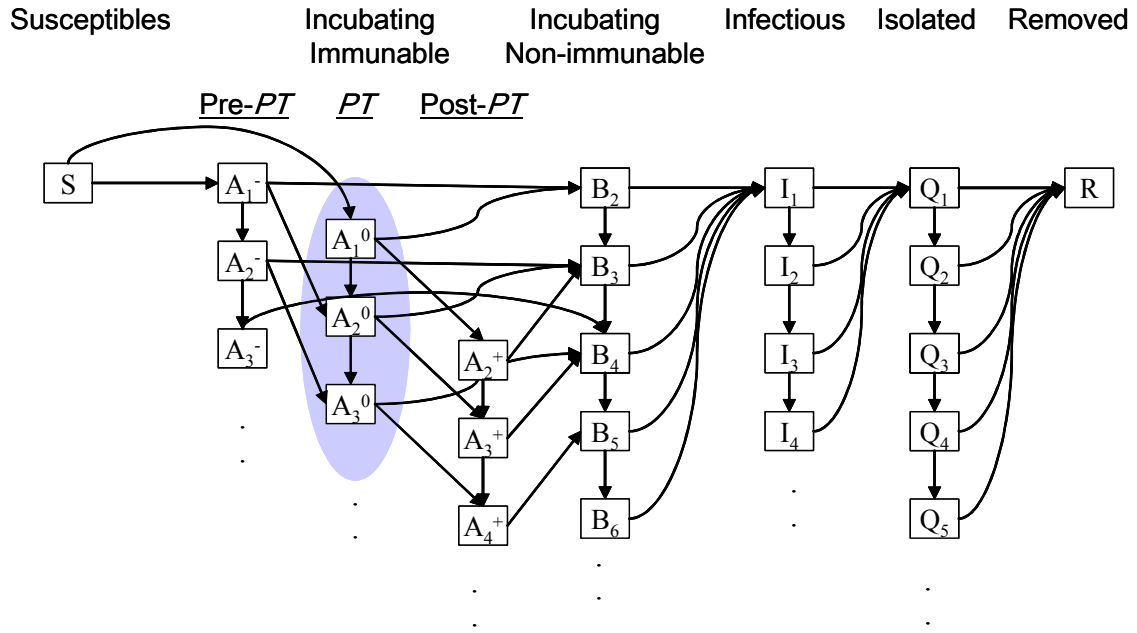 Susceptibles Incubating Immunable Incubating Non-immunable Infectious Isolated Removed
Pre-PT PT Post-PT
S A₁⁻ B₂ I₁ Q₁ R
A₁⁰
A₂⁻ B₃ I₂ Q₂
A₂⁰
A₃⁻ A₂⁺ B₄ I₃ Q₃
A₃⁰
A₃⁺ B₅ I₄ Q₄
A₄⁺ B₆ Q₅